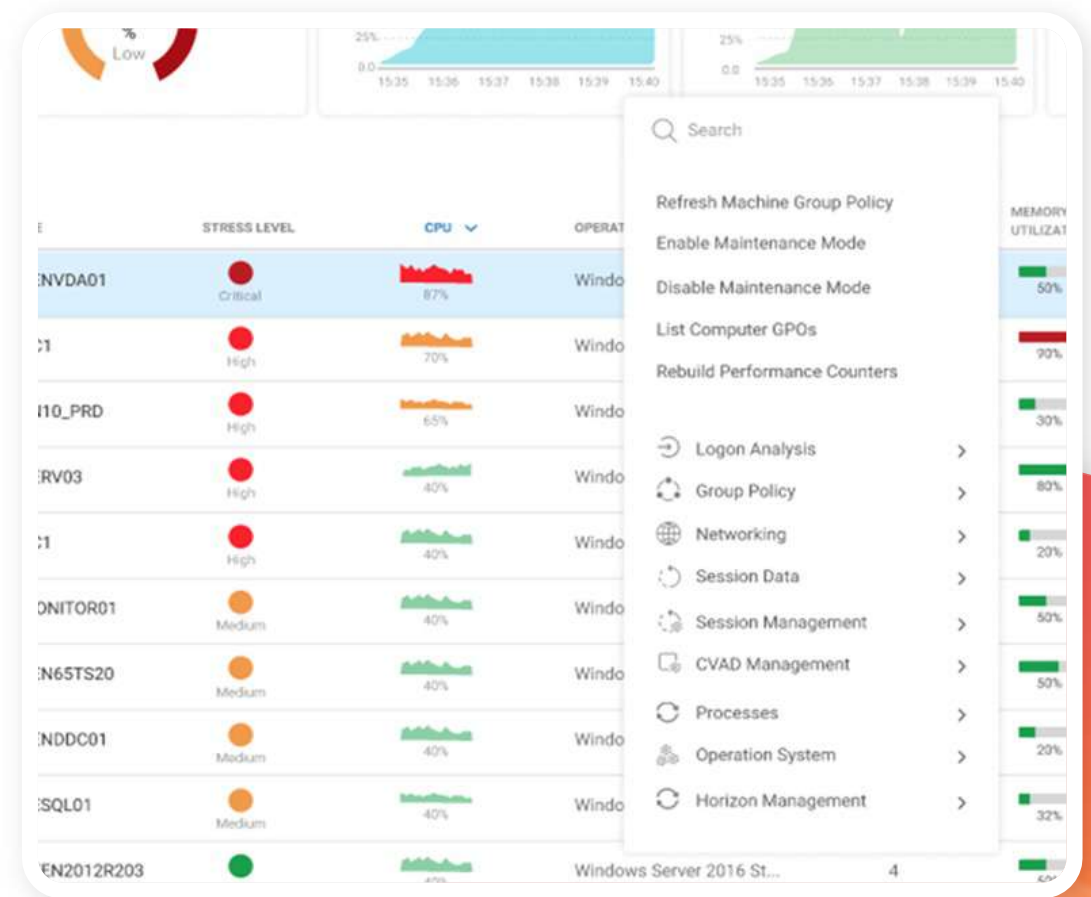 %
Low
25%
0.0
15:35 15:36 15:37 15:38 15:39 15:40
25%
0.0
15:35 15:36 15:37 15:38 15:39 15:40
Search
Refresh Machine Group Policy
Enable Maintenance Mode
Disable Maintenance Mode
List Computer GPOs
Rebuild Performance Counters
Logon Analysis
Group Policy
Networking
Session Data
Session Management
CVAD Management
Processes
Operation System
Horizon Management
STRESS LEVEL CPU OPERAT MEMORY
UTILIZAT
ENVDA01 Critical 87% Windo 50%
C1 High 70% Windo 90%
N10_PRD High 65% Windo 30%
ERV03 High 40% Windo 80%
C1 High 40% Windo 20%
ONITOR01 Medium 40% Windo 50%
EN65TS20 Medium 40% Windo 50%
ENDDC01 Medium 40% Windo 20%
SQL01 Medium 40% Windo 32%
EN2012R203 40% Windows Server 2016 St... 4